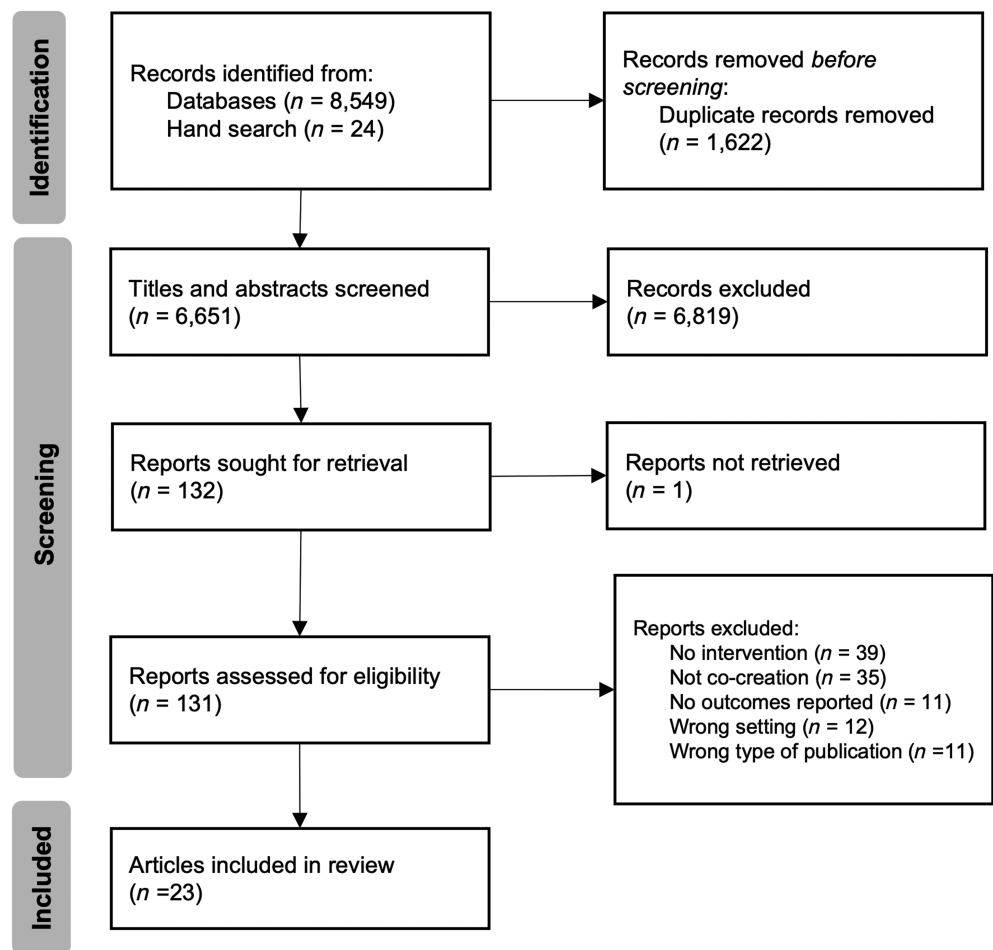 Identification
Records identified from:
Databases (n = 8,549)
Hand search (n = 24)
Records removed before
screening:
Duplicate records removed
(n = 1,622)
Screening
Titles and abstracts screened
(n = 6,651)
Records excluded
(n = 6,819)
Reports sought for retrieval
(n = 132)
Reports not retrieved
(n = 1)
Reports assessed for eligibility
(n = 131)
Reports excluded:
No intervention (n = 39)
Not co-creation (n = 35)
No outcomes reported (n = 11)
Wrong setting (n = 12)
Wrong type of publication (n =11)
Included
Articles included in review
(n =23)